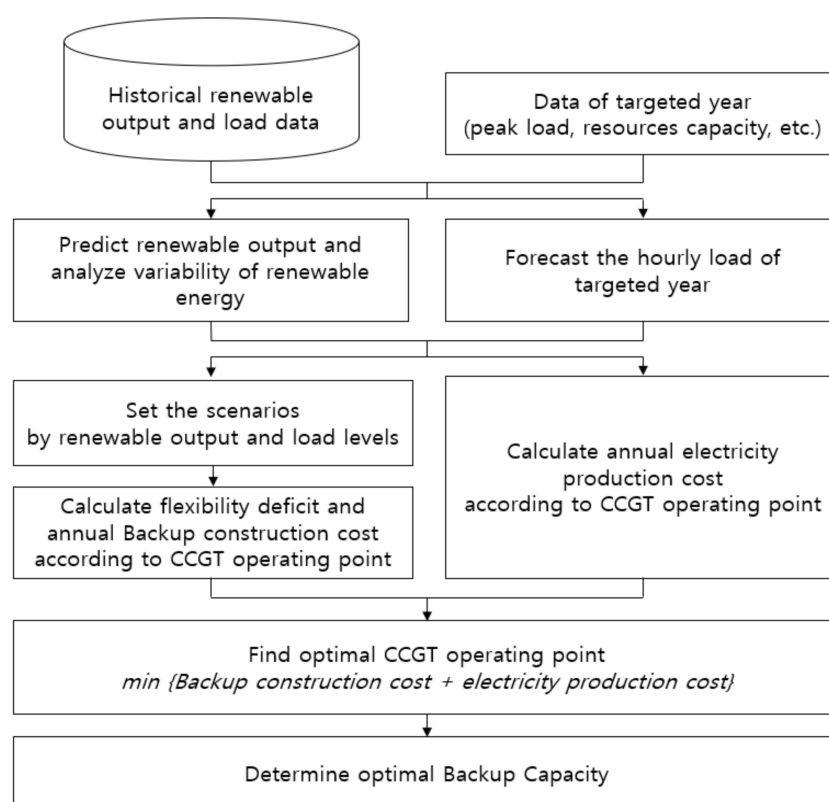 Historical renewable
output and load data
Data of targeted year
(peak load, resources capacity, etc.)
Predict renewable output and
analyze variability of renewable
energy
Forecast the hourly load of
targeted year
Set the scenarios
by renewable output and load levels
Calculate flexibility deficit and
annual Backup construction cost
according to CCGT operating point
Calculate annual electricity
production cost
according to CCGT operating point
Find optimal CCGT operating point
min {Backup construction cost + electricity production cost}
Determine optimal Backup Capacity